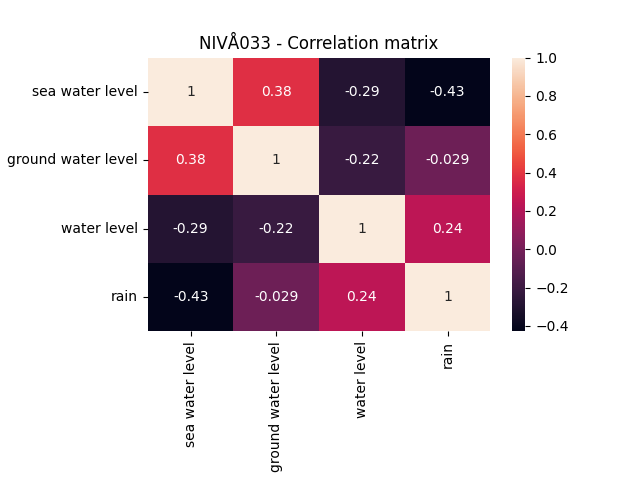 NIVÅ033 - Correlation matrix
sea water level
1
0.38
-0.29
-0.43
ground water level
0.38
1
-0.22
-0.029
water level
-0.29
-0.22
1
0.24
rain
-0.43
-0.029
0.24
1
sea water level
ground water level
water level
rain
1.0
0.8
0.6
0.4
0.2
0.0
−0.2
−0.4